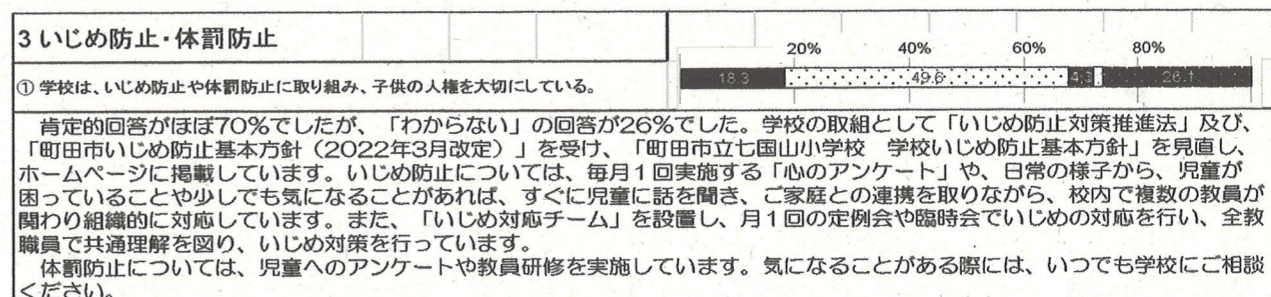 3 いじめ防止・体罰防止
20% 40% 60% 80%
① 学校は、いじめ防止や体罰防止に取り組み、子供の人権を大切にしている。
18.3 49.6 26.1
肯定的回答がほぼ70%でしたが、「わからない」の回答が26%でした。学校の取組として「いじめ防止対策推進法」及び、
「町田市いじめ防止基本方針（2022年3月改定）」を受け、「町田市立七国山小学校　学校いじめ防止基本方針」を見直し、
ホームページに掲載しています。いじめ防止については、毎月1回実施する「心のアンケート」や、日常の様子から、児童が
困っていることや少しでも気になることがあれば、すぐに児童に話を聞き、ご家庭との連携を取りながら、校内で複数の教員が
関わり組織的に対応しています。また、「いじめ対応チーム」を設置し、月1回の定例会や臨時会でいじめの対応を行い、全教
職員で共通理解を図り、いじめ対策を行っています。
体罰防止については、児童へのアンケートや教員研修を実施しています。気になることがある際には、いつでも学校にご相談
ください。